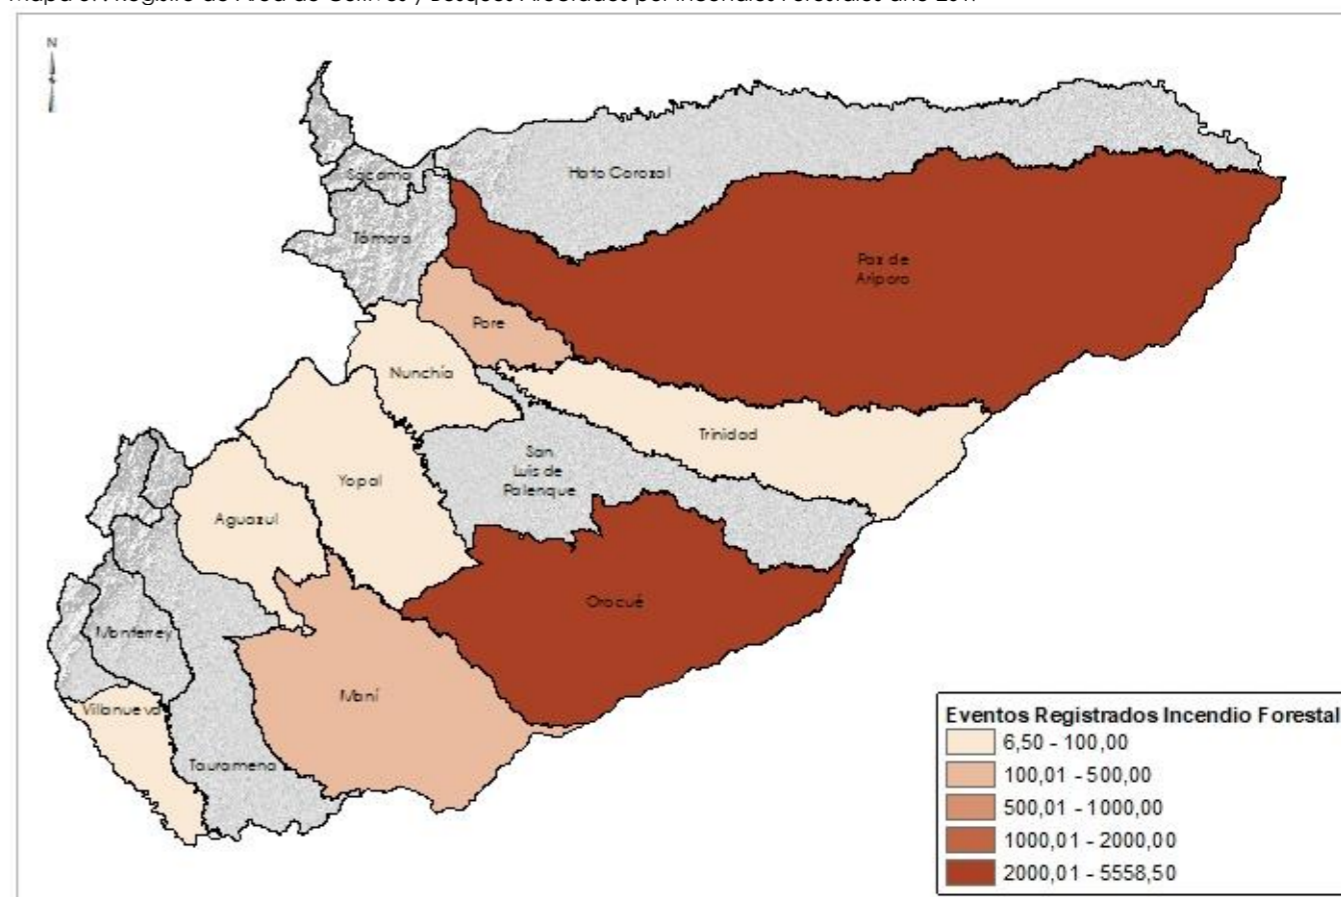 N
Hato Corozal
Sácama
Támara
Paz de
Ariporo
Pore
Nunchía
Trinidad
San
Luis de
Palenque
Yopal
Aguazul
Orocué
Monterrey
Maní
Villanueva
Tauramena
Eventos Registrados Incendio Forestal
6,50 - 100,00
100,01 - 500,00
500,01 - 1000,00
1000,01 - 2000,00
2000,01 - 5558,50